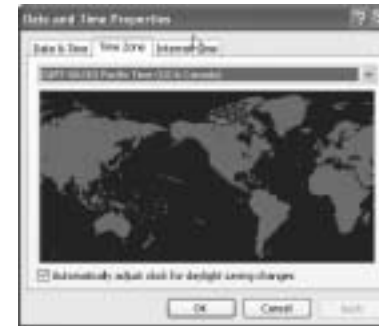 Date and Time Properties
Date & Time Time Zone Internet Time
(GMT-08:00) Pacific Time (US & Canada)
Automatically adjust clock for daylight saving changes
OK Cancel Apply